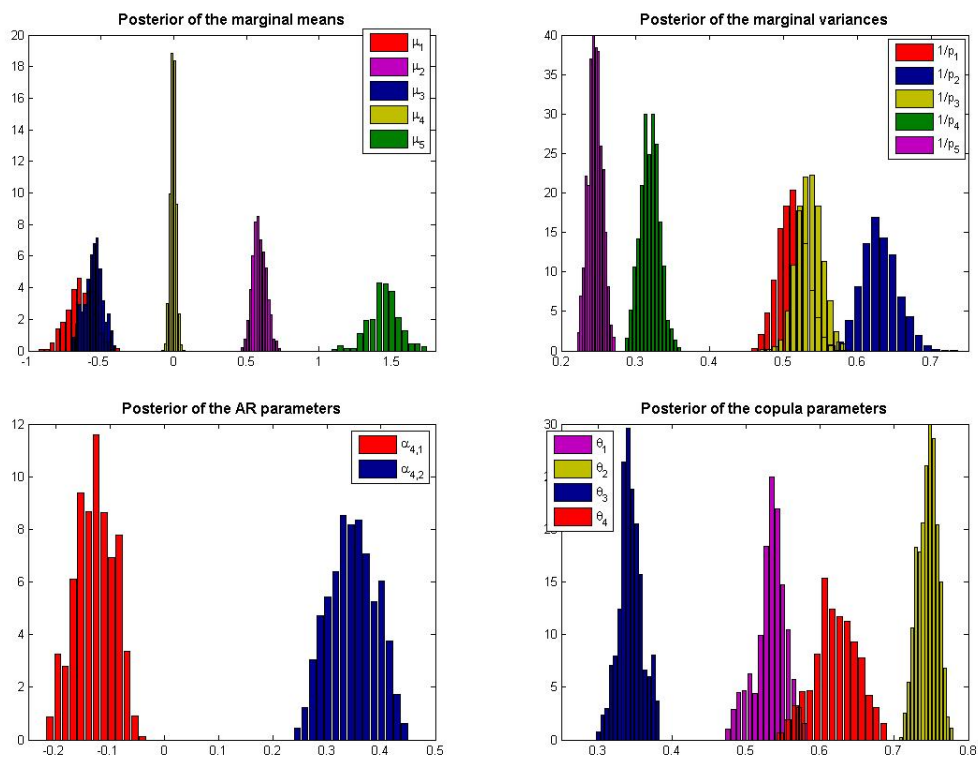 Posterior of the marginal means
20
18
16
14
12
10
8
6
4
2
0
-1
-0.5
0
0.5
1
1.5
μ1
μ2
μ3
μ4
μ5
Posterior of the marginal variances
40
35
30
25
20
15
10
5
0
0.2
0.3
0.4
0.5
0.6
0.7
1/p1
1/p2
1/p3
1/p4
1/p5
Posterior of the AR parameters
12
10
8
6
4
2
0
-0.2
-0.1
0
0.1
0.2
0.3
0.4
0.5
α4,1
α4,2
Posterior of the copula parameters
30
15
10
5
0
0.3
0.4
0.5
0.6
0.7
0.8
θ1
θ2
θ3
θ4